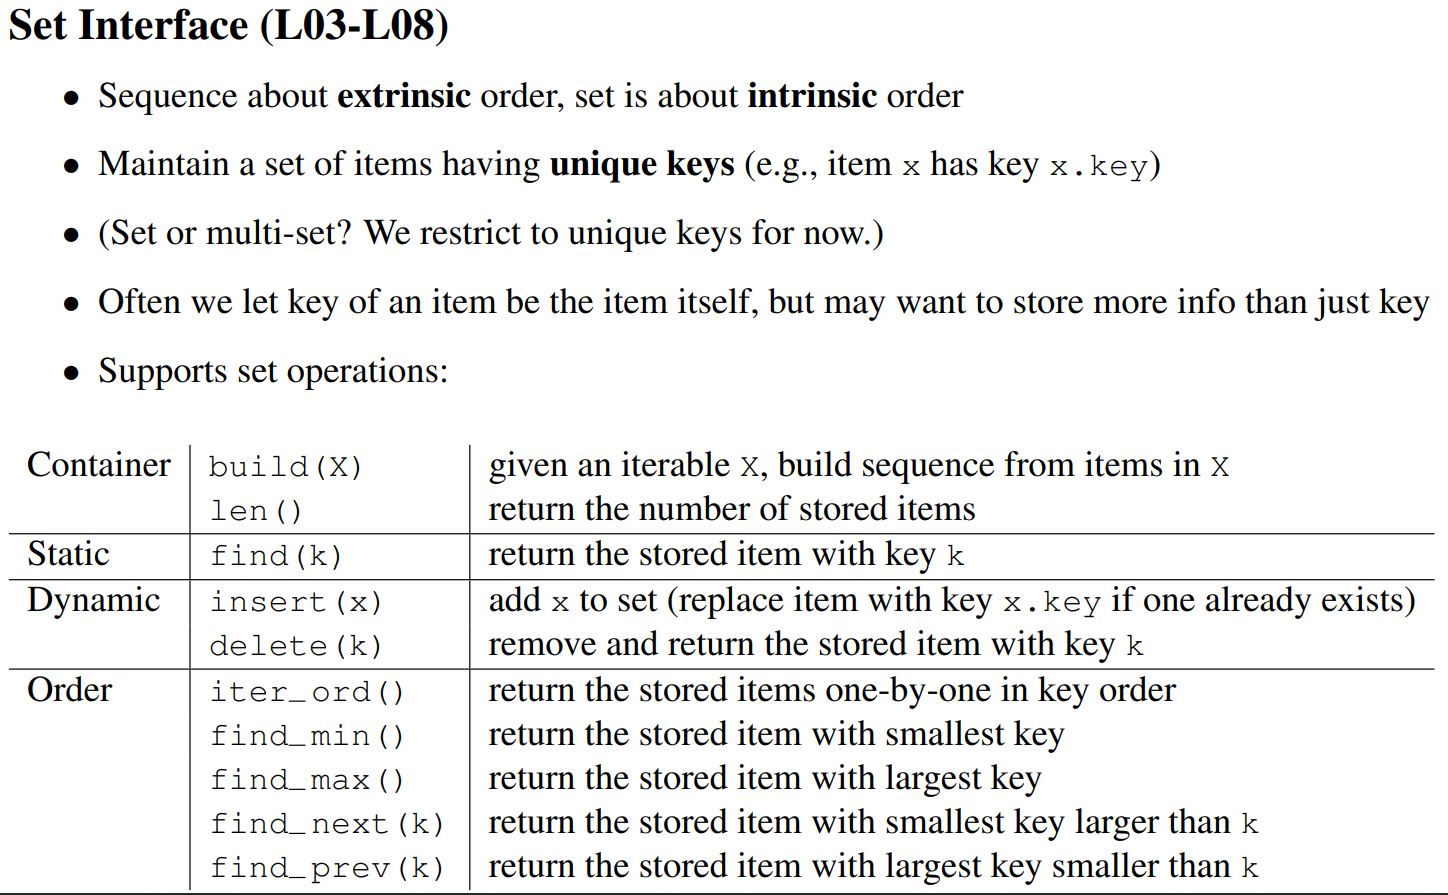 Set Interface (L03-L08)
• Sequence about extrinsic order, set is about intrinsic order
• Maintain a set of items having unique keys (e.g., item x has key x.key)
• (Set or multi-set? We restrict to unique keys for now.)
• Often we let key of an item be the item itself, but may want to store more info than just key
• Supports set operations:
Container build(X) given an iterable X, build sequence from items in X
len() return the number of stored items
Static find(k) return the stored item with key k
Dynamic insert(x) add x to set (replace item with key x.key if one already exists)
delete(k) remove and return the stored item with key k
Order iter_ord() return the stored items one-by-one in key order
find_min() return the stored item with smallest key
find_max() return the stored item with largest key
find_next(k) return the stored item with smallest key larger than k
find_prev(k) return the stored item with largest key smaller than k